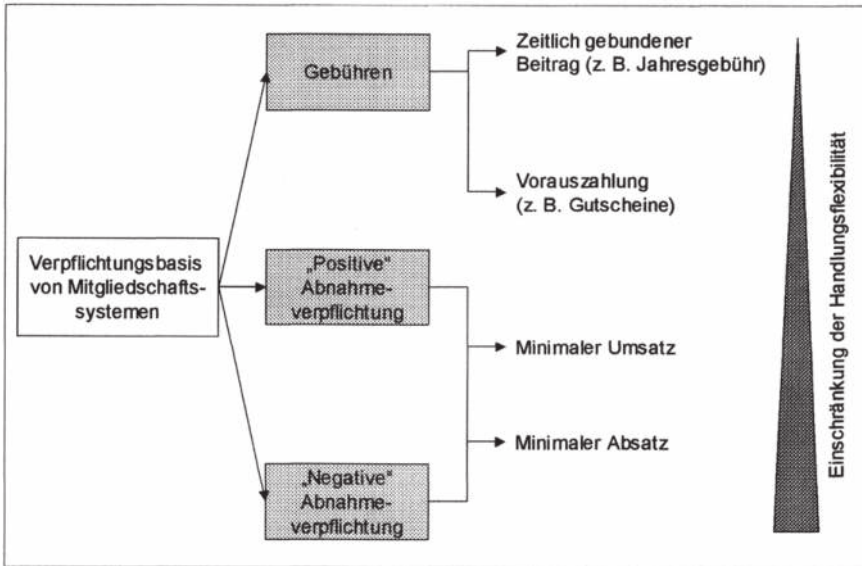 Gebühren
Zeitlich gebundener
Beitrag (z. B. Jahresgebühr)
Vorauszahlung
(z. B. Gutscheine)
Verpflichtungsbasis
von Mitgliedschafts-
systemen
„Positive“
Abnahme-
verpflichtung
Minimaler Umsatz
Minimaler Absatz
„Negative“
Abnahme-
verpflichtung
Einschränkung der Handlungsflexibilität